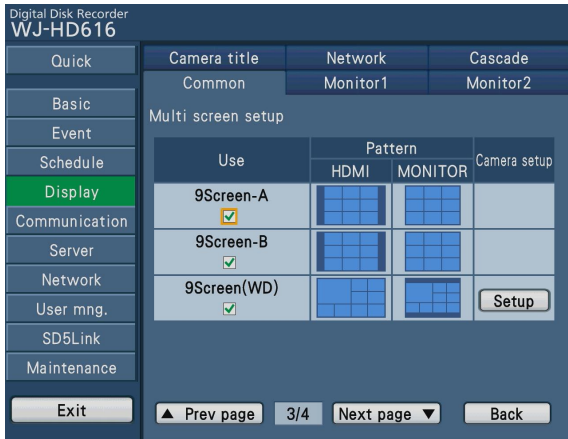 Digital Disk Recorder
WJ-HD616
Quick
Basic
Event
Schedule
Display
Communication
Server
Network
User mng.
SD5Link
Maintenance
Exit
Camera title Network Cascade
Common Monitor1 Monitor2
Multi screen setup
Use Pattern Camera setup
HDMI MONITOR
9Screen-A
9Screen-B
9Screen(WD)
Setup
▲ Prev page 3/4 Next page ▼ Back